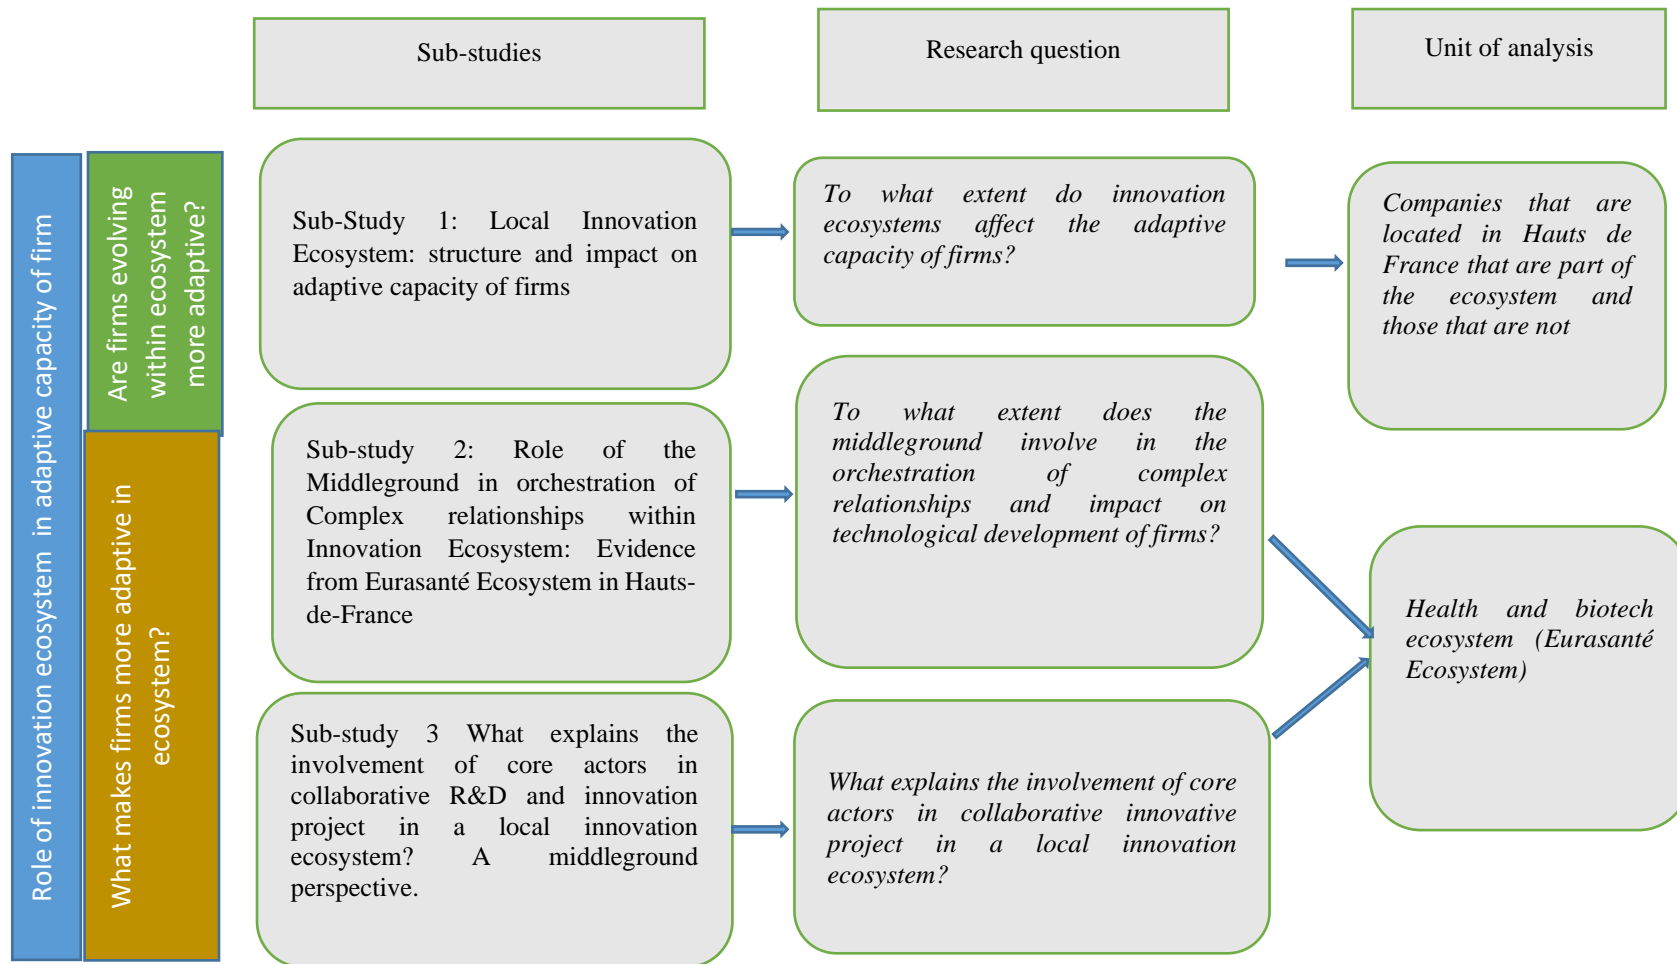 Sub-studies
Research question
Unit of analysis
Role of innovation ecosystem in adaptive capacity of firm
Are firms evolving
within ecosystem
more adaptive?
What makes firms more adaptive in
ecosystem?
Sub-Study 1: Local Innovation
Ecosystem: structure and impact on
adaptive capacity of firms
To what extent do innovation
ecosystems affect the adaptive
capacity of firms?
Companies that are
located in Hauts de
France that are part of
the ecosystem and
those that are not
Sub-study 2: Role of the
Middleground in orchestration of
Complex relationships within
Innovation Ecosystem: Evidence
from Eurasanté Ecosystem in Hauts-
de-France
To what extent does the
middleground involve in the
orchestration of complex
relationships and impact on
technological development of firms?
Health and biotech
ecosystem (Eurasanté
Ecosystem)
Sub-study 3 What explains the
involvement of core actors in
collaborative R&D and innovation
project in a local innovation
ecosystem? A middleground
perspective.
What explains the involvement of core
actors in collaborative innovative
project in a local innovation
ecosystem?